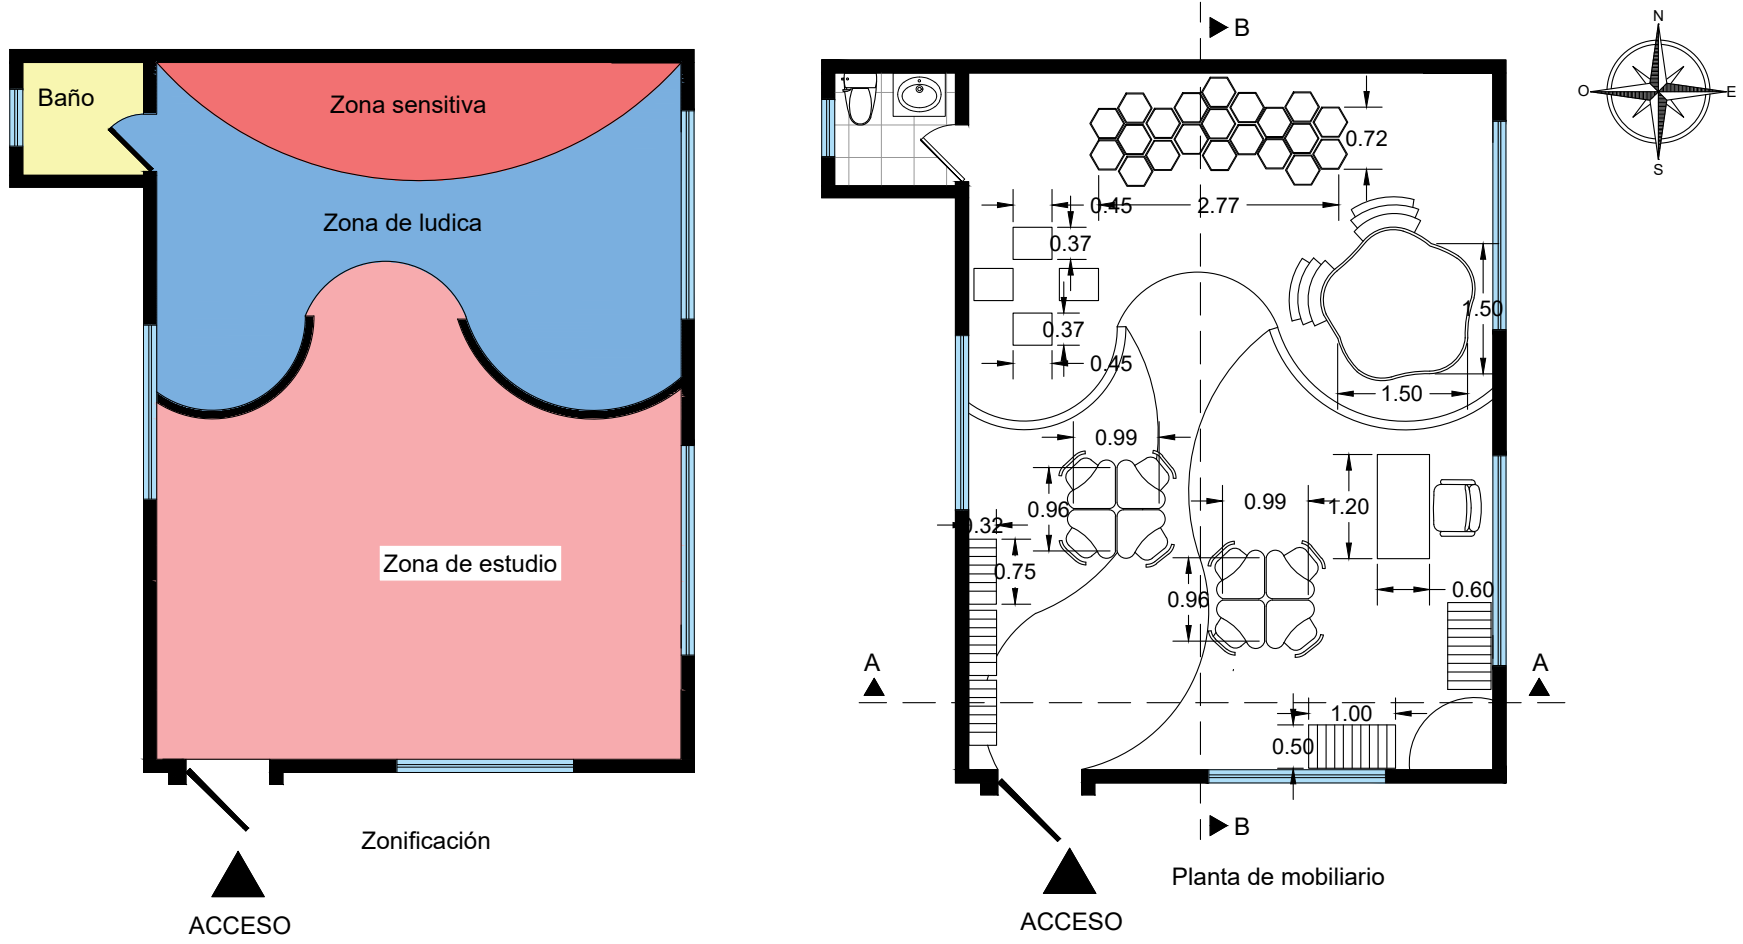 Baño
Zona sensitiva
Zona de ludica
Zona de estudio
Zonificación
ACCESO
B
N
O
E
S
0.72
0.45
2.77
0.37
0.37
0.45
1.50
1.50
0.99
0.96
0.32
0.75
0.99
0.96
1.20
0.60
A
A
1.00
0.50
B
Planta de mobiliario
ACCESO